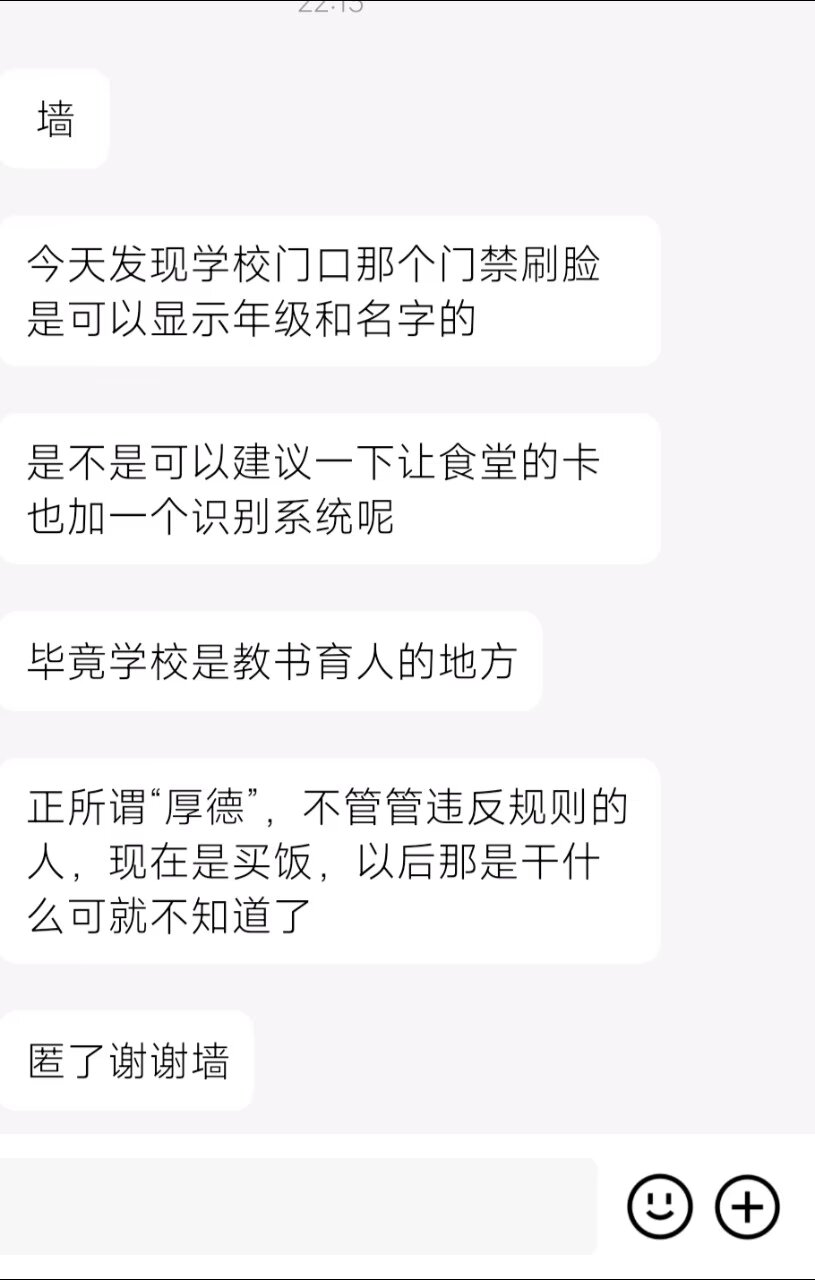 22:15
墙
今天发现学校门口那个门禁刷脸
是可以显示年级和名字的
是不是可以建议一下让食堂的卡
也加一个识别系统呢
毕竟学校是教书育人的地方
正所谓“厚德”，不管管违反规则的
人，现在是买饭，以后那是干什
么可就不知道了
匿了谢谢墙